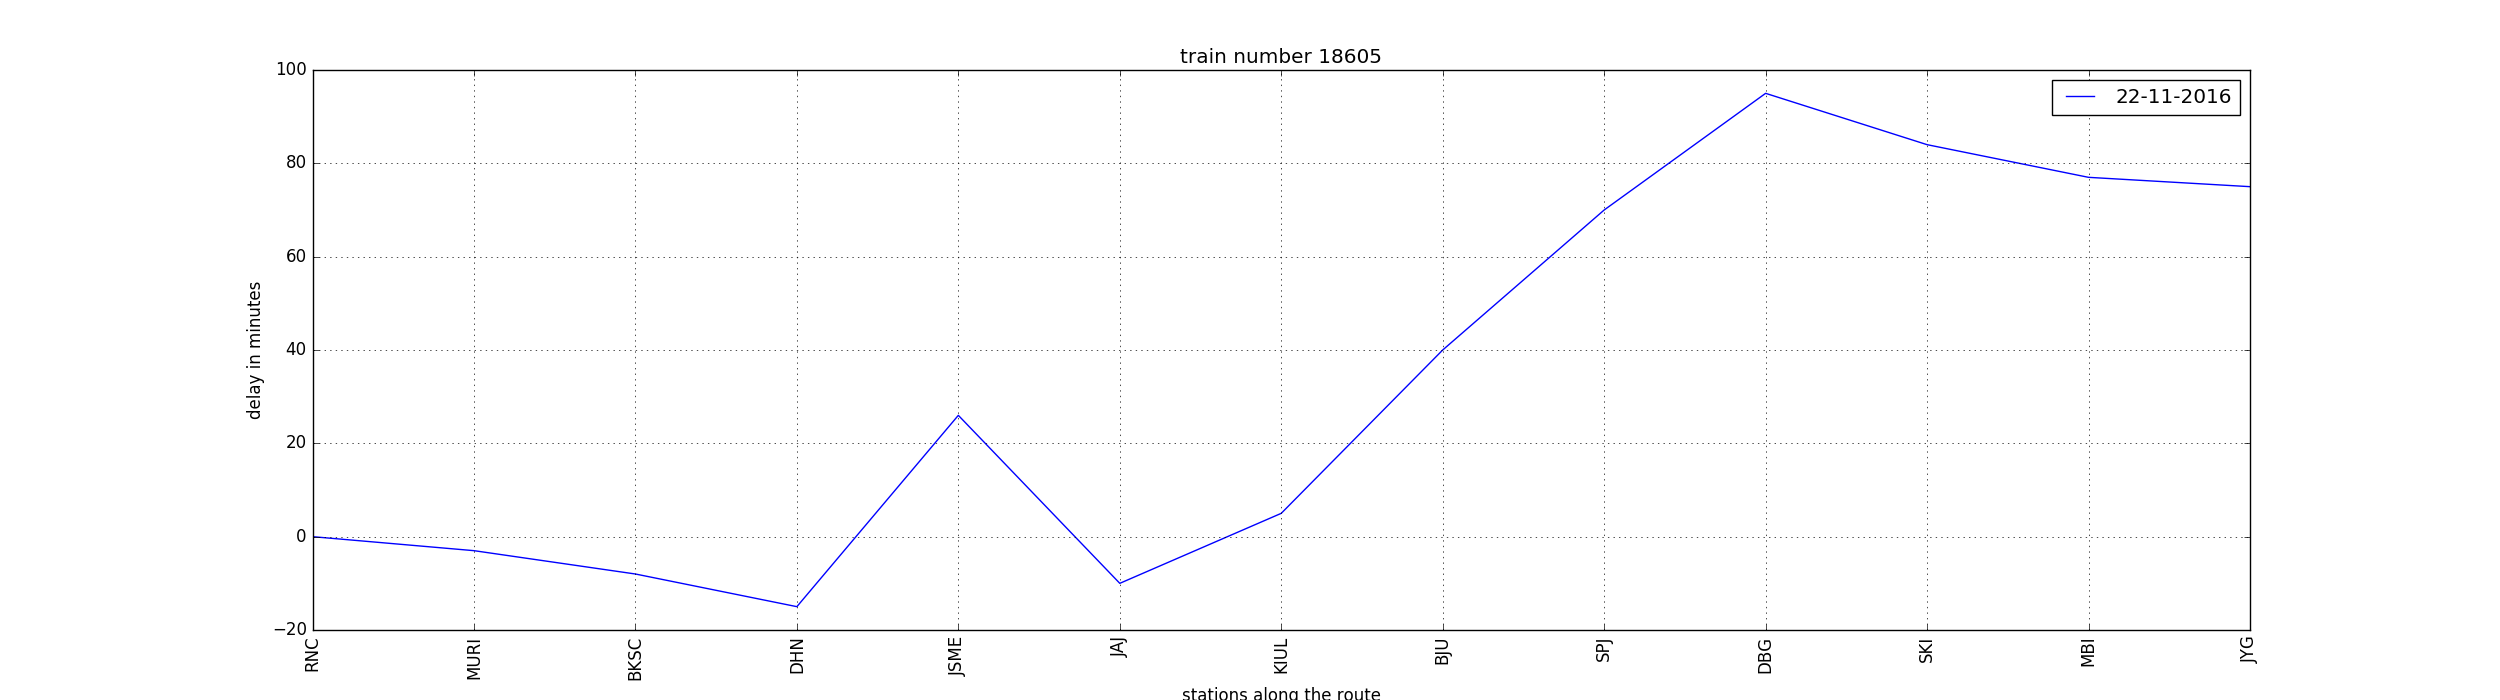 train number 18605
100
80
60
40
20
0
−20
delay in minutes
22-11-2016
RNC
MURI
BKSC
DHN
JSME
JAJ
KIUL
BJU
SPJ
DBG
SKI
MBI
JYG
stations along the route